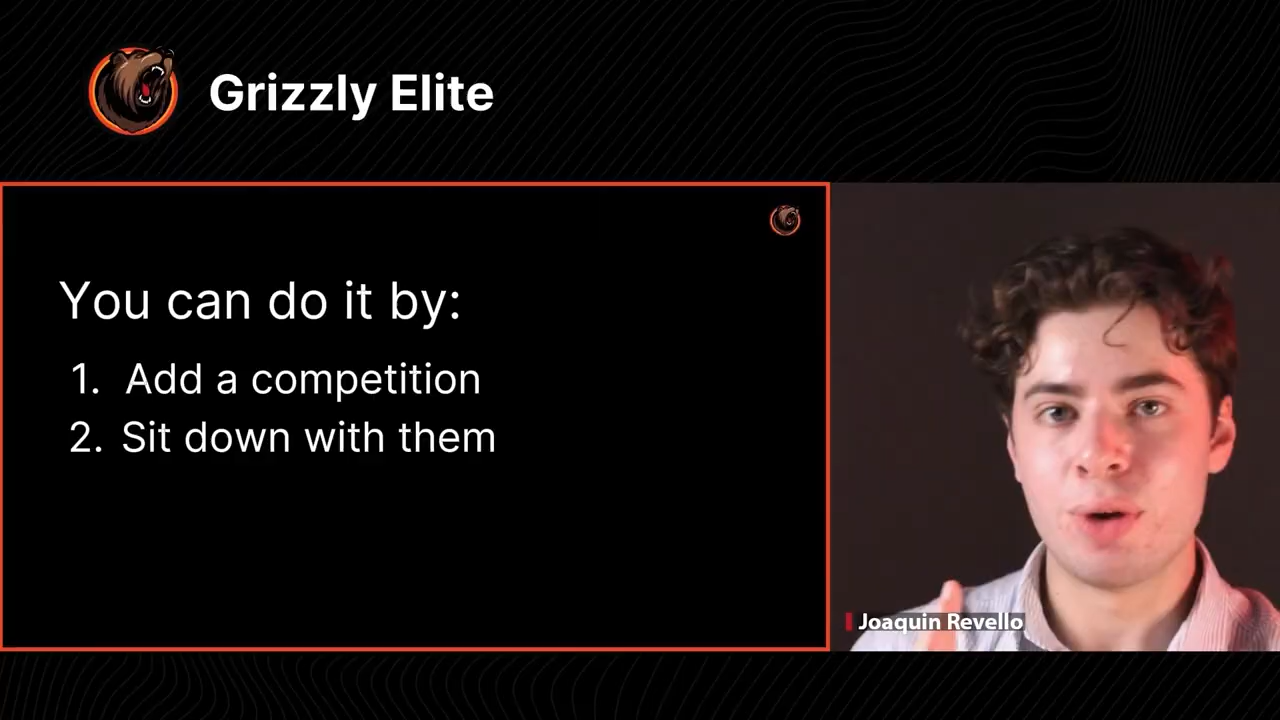 Grizzly Elite
You can do it by:
1. Add a competition
2. Sit down with them
Joaquin Revello